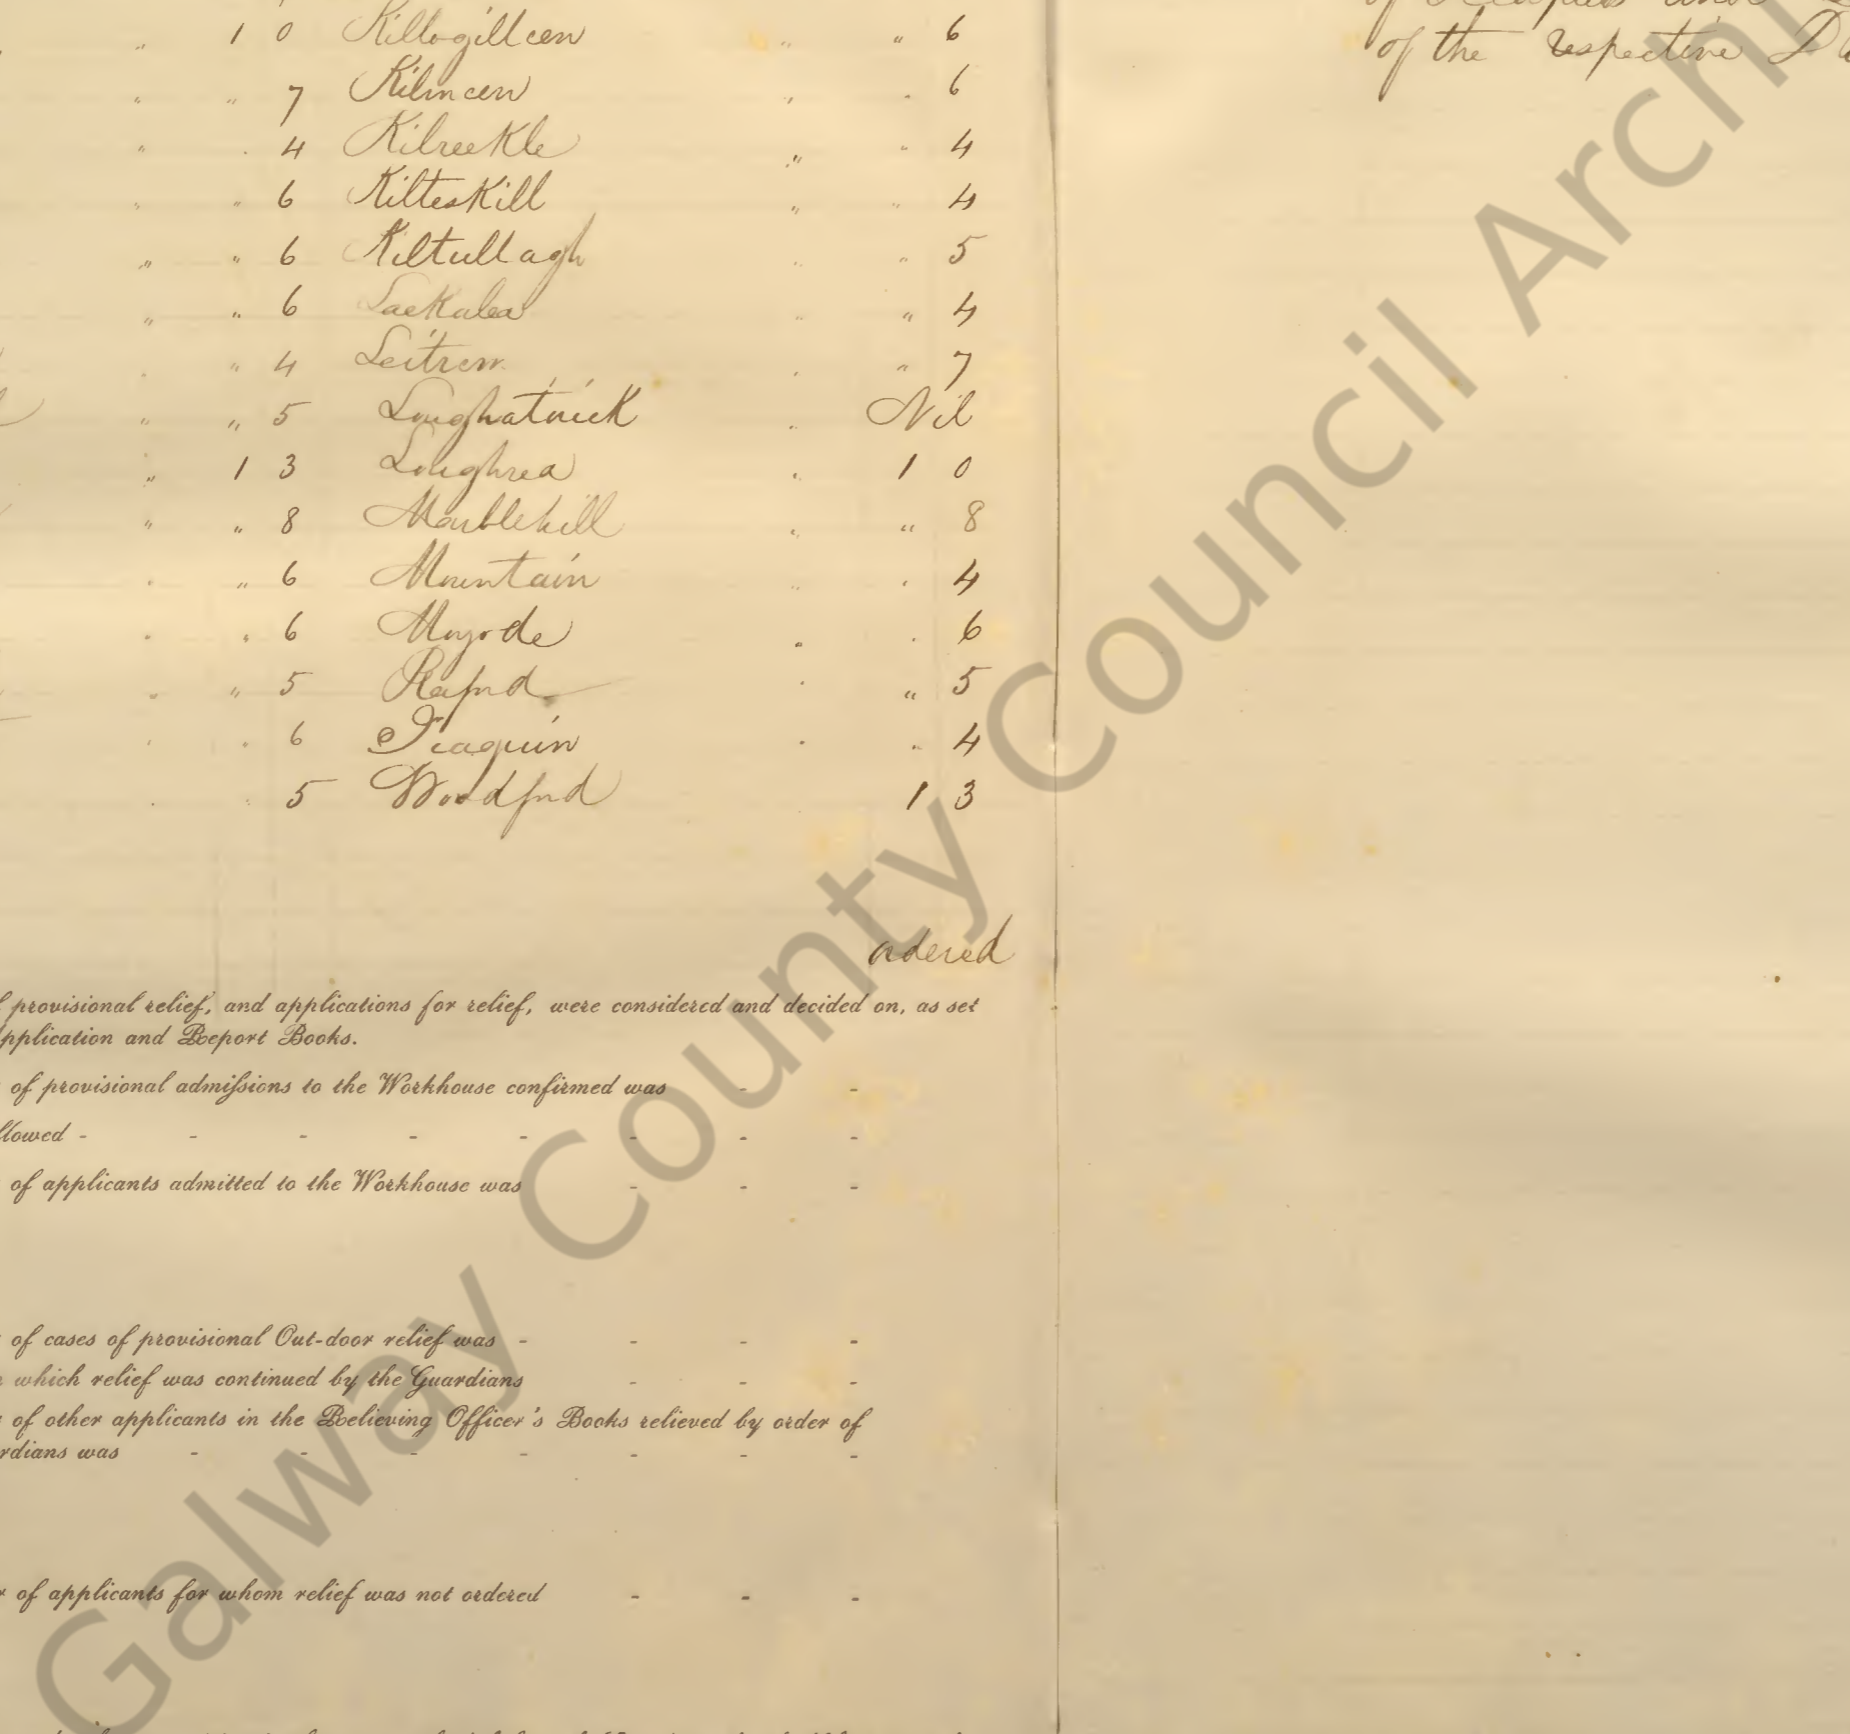 " 1 0 Killogilleen " " 6
" " 7 Kilmeen " " 6
" " 4 Kilreekle " " 4
" " 6 Kilteskill " " 4
" " 6 Kiltullagh " " 5
" " 6 Lackalea " " 4
" " 4 Leitrim " " 7
" " 5 Loughatorick " Nil
" 1 3 Loughrea " 1 0
" " 8 Marblehill " " 8
" " 6 Mountain " " 4
" " 6 Moyode " " 6
" " 5 Raford " " 5
" " 6 Tiaquin " " 4
" " 5 Woodford 1 3
ordered
provisional relief, and applications for relief, were considered and decided on, as set
pplication and Report Books.
of provisional admissions to the Workhouse confirmed was - -
llowed - - - - - - - -
of applicants admitted to the Workhouse was - - -
of cases of provisional Out-door relief was - - - -
which relief was continued by the Guardians - - -
of other applicants in the Relieving Officer's Books relieved by order of
rdians was - - - - - - -
of applicants for whom relief was not ordered - - -
of the respective
Galway County Council Archi